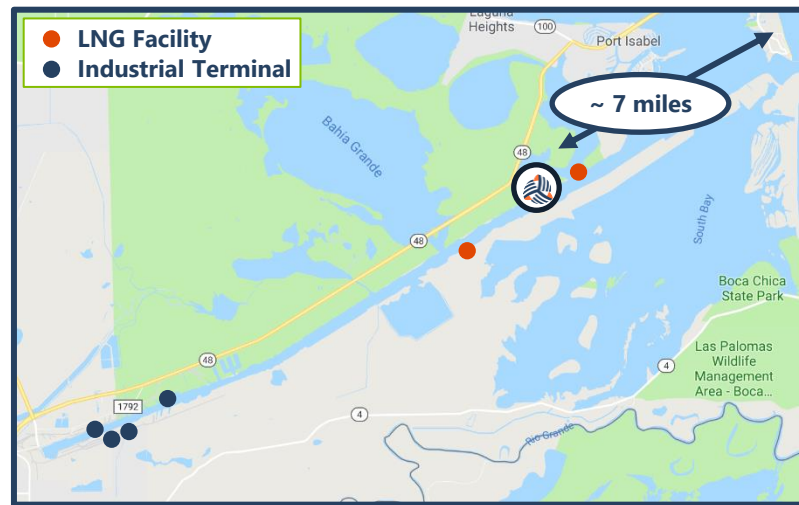 LNG Facility
Industrial Terminal
Laguna
Heights
100
Port Isabel
~ 7 miles
Bahia Grande
48
48
South Bay
Boca Chica
State Park
48
Las Palomas
Wildlife
Management
Area - Boca...
4
1792
4
Rio Grande